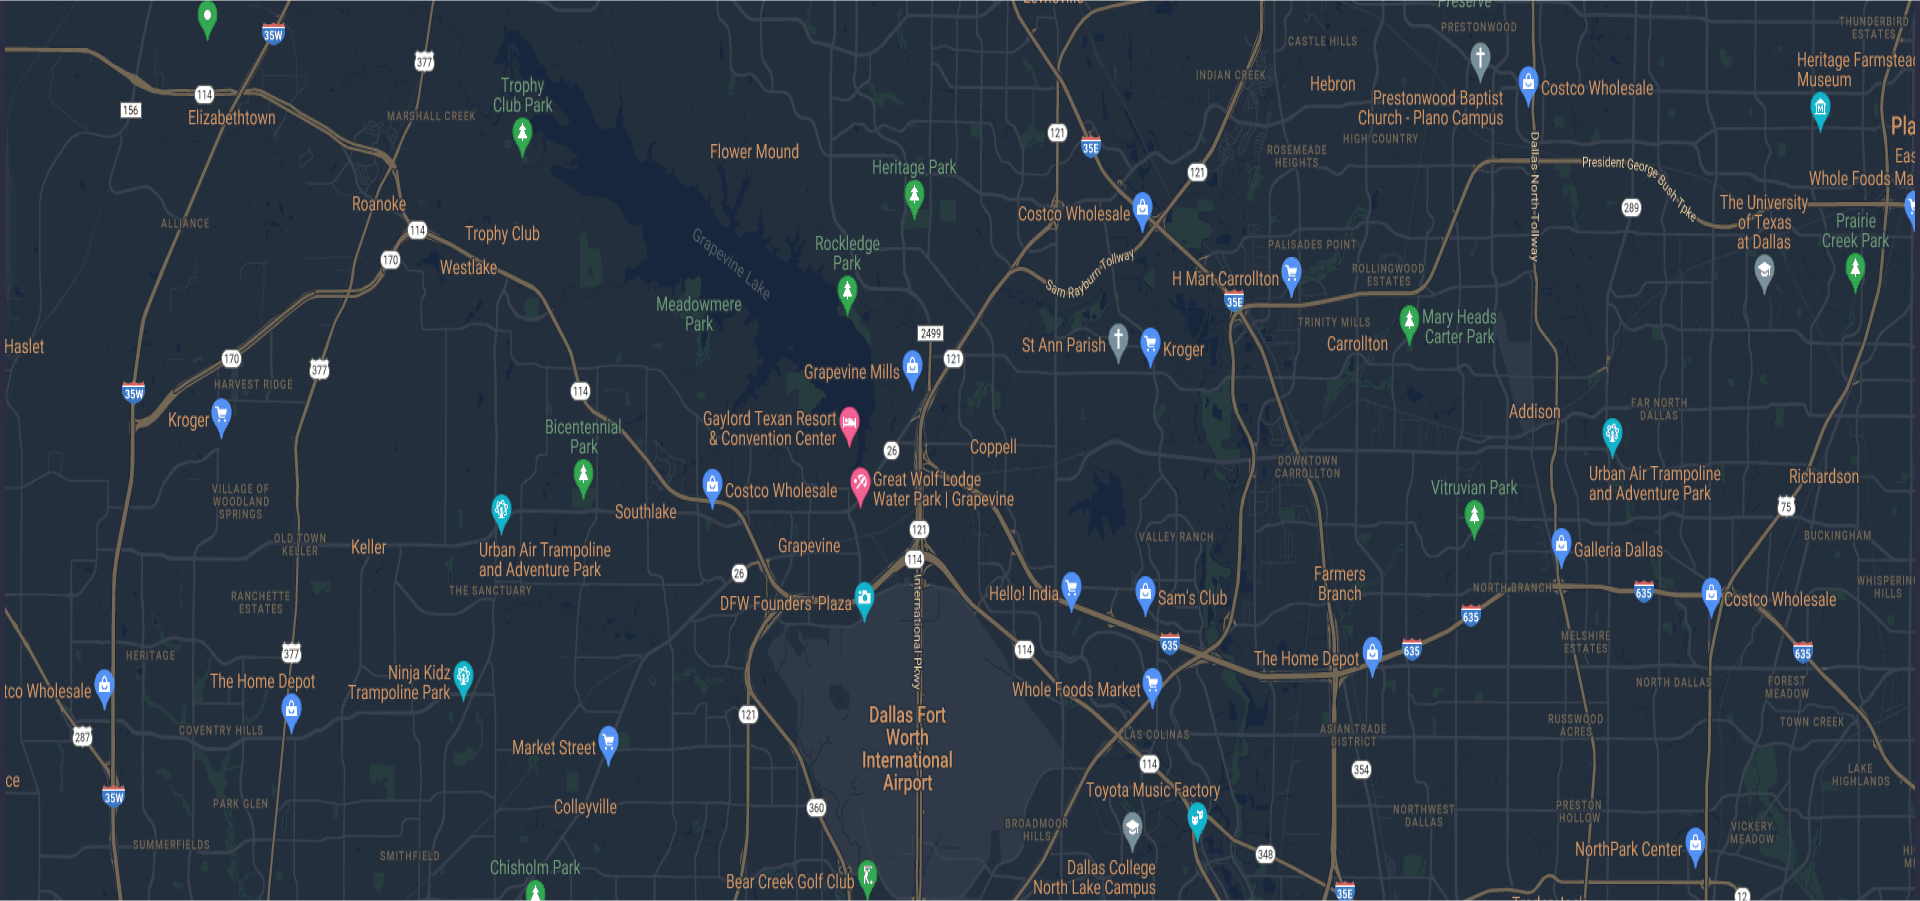 Lewisville
Preserve
PRESTONWOOD
THUNDERBIRD
ESTATES
35W
377
CASTLE HILLS
INDIAN CREEK
Hebron
Heritage Farmstead
Museum
Trophy
Club Park
114
156
Elizabethtown
MARSHALL CREEK
Prestonwood Baptist
Church - Plano Campus
Costco Wholesale
HIGH COUNTRY
121
35E
Flower Mound
ROSEMEADE
HEIGHTS
Dallas North Tollway
President George Bush Tpke
Pla
Eas
Heritage Park
121
Whole Foods Ma
Roanoke
ALLIANCE
114
Trophy Club
Costco Wholesale
289
The University
of Texas
at Dallas
Prairie
Creek Park
Grapevine Lake
Rockledge
Park
PALISADES POINT
170
Westlake
Sam Rayburn Tollway
H Mart Carrollton
ROLLINGWOOD
ESTATES
35E
Meadowmere
Park
TRINITY MILLS
Mary Heads
Carter Park
2499
St Ann Parish
Kroger
Carrollton
Haslet
170
377
121
Grapevine Mills
35W
HARVEST RIDGE
114
Kroger
Bicentennial
Park
Gaylord Texan Resort
& Convention Center
26
Coppell
Addison
FAR NORTH
DALLAS
DOWNTOWN
CARROLLTON
Urban Air Trampoline
and Adventure Park
Richardson
VILLAGE OF
WOODLAND
SPRINGS
Costco Wholesale
Great Wolf Lodge
Water Park | Grapevine
Vitruvian Park
75
Southlake
121
OLD TOWN
KELLER
Keller
Urban Air Trampoline
and Adventure Park
Grapevine
114
VALLEY RANCH
Galleria Dallas
BUCKINGHAM
26
THE SANCTUARY
RANCHETTE
ESTATES
DFW Founders' Plaza
International Pkwy
Hello! India
Sam's Club
Farmers
Branch
NORTH BRANCH
635
635
Costco Wholesale
WHISPERING
HILLS
635
635
635
HERITAGE
377
114
The Home Depot
MELSHIRE
ESTATES
Ninja Kidz
Trampoline Park
The Home Depot
tco Wholesale
Whole Foods Market
NORTH DALLAS
FOREST
MEADOW
287
COVENTRY HILLS
121
Dallas Fort
Worth
International
Airport
LAS COLINAS
ASIAN TRADE
DISTRICT
RUSSWOOD
ACRES
TOWN CREEK
Market Street
114
354
ce
35W
PARK GLEN
Colleyville
360
Toyota Music Factory
LAKE
HIGHLANDS
BROADMOOR
HILLS
NORTHWEST
DALLAS
PRESTON
HOLLOW
VICKERY
MEADOW
SUMMERFIELDS
SMITHFIELD
348
NorthPark Center
HI
Chisholm Park
Bear Creek Golf Club
Dallas College
North Lake Campus
35E
12